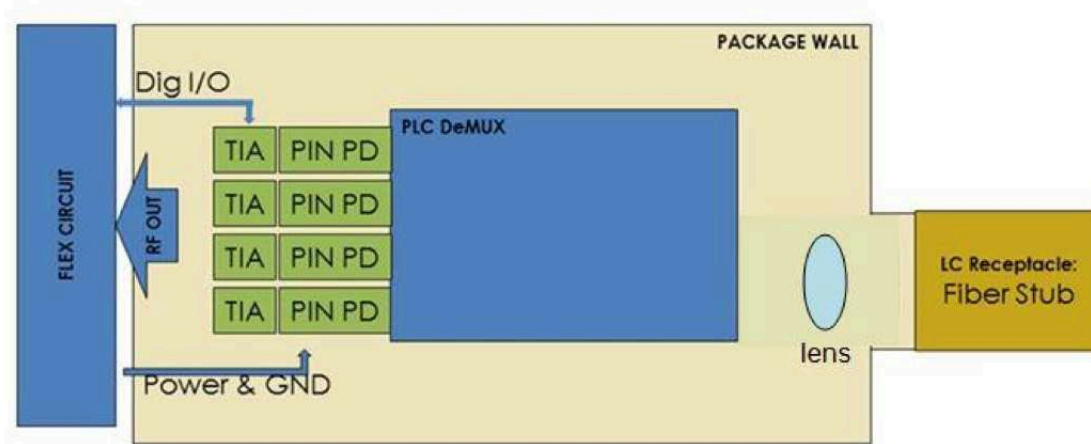 PACKAGE WALL
Dig I/O
PLC DeMUX
TIA PIN PD
TIA PIN PD
TIA PIN PD
TIA PIN PD
FLEX CIRCUIT
RF OUT
LC Receptacle:
Fiber Stub
lens
Power & GND